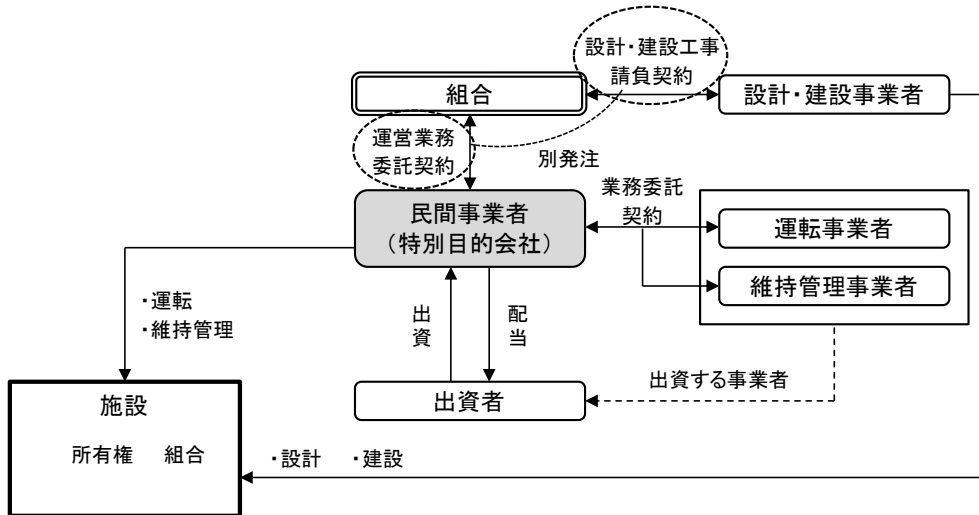 設計・建設工事
請負契約
組合
設計・建設事業者
運営業務
委託契約
別発注
業務委託
契約
民間事業者
（特別目的会社）
運転事業者
維持管理事業者
・運転
・維持管理
出資
配当
出資する事業者
出資者
施設
所有権　組合
・設計　・建設